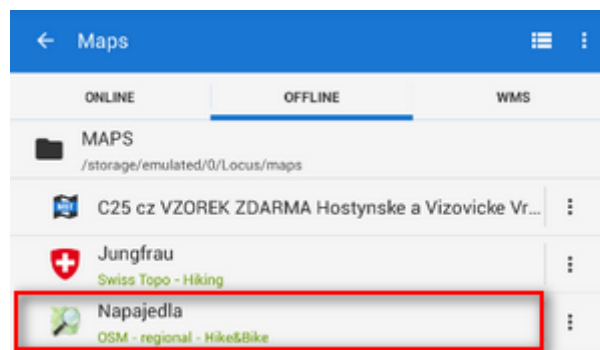 Maps
ONLINE OFFLINE WMS
MAPS
/storage/emulated/0/Locus/maps
C25 cz VZOREK ZDARMA Hostynske a Vizovicke Vr...
Jungfrau
Swiss Topo - Hiking
Napajedla
OSM - regional - Hike&Bike